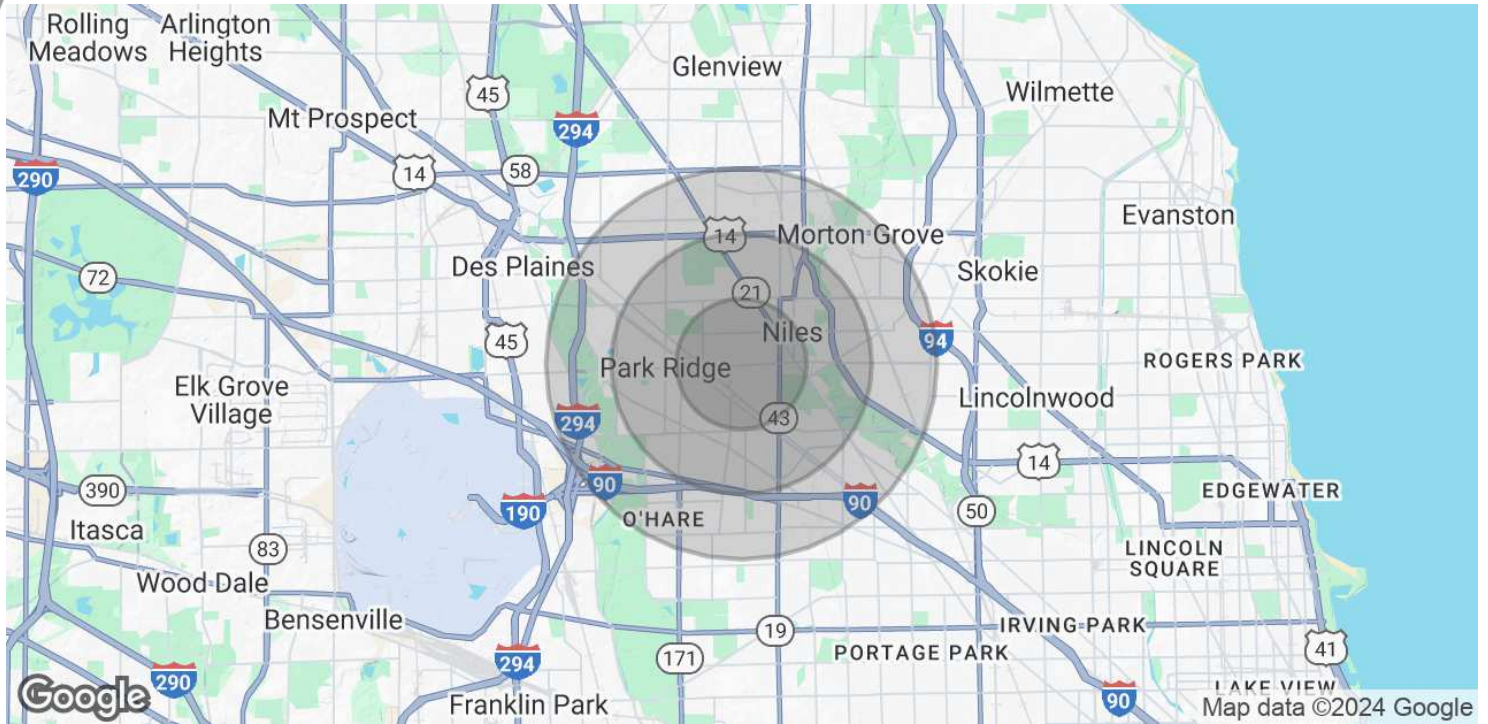 Rolling
Meadows
Arlington
Heights
Glenview
45
Wilmette
Mt Prospect
294
58
14
290
Evanston
14
Morton Grove
Des Plaines
Skokie
72
21
Niles
45
94
ROGERS PARK
Park Ridge
Elk Grove
Village
Lincolnwood
43
294
14
390
90
EDGEWATER
90
190
O'HARE
50
Itasca
83
LINCOLN
SQUARE
Wood Dale
Bensenville
IRVING PARK
19
41
PORTAGE PARK
171
294
290
LAKE VIEW
90
Franklin Park
Google
Map data ©2024 Google